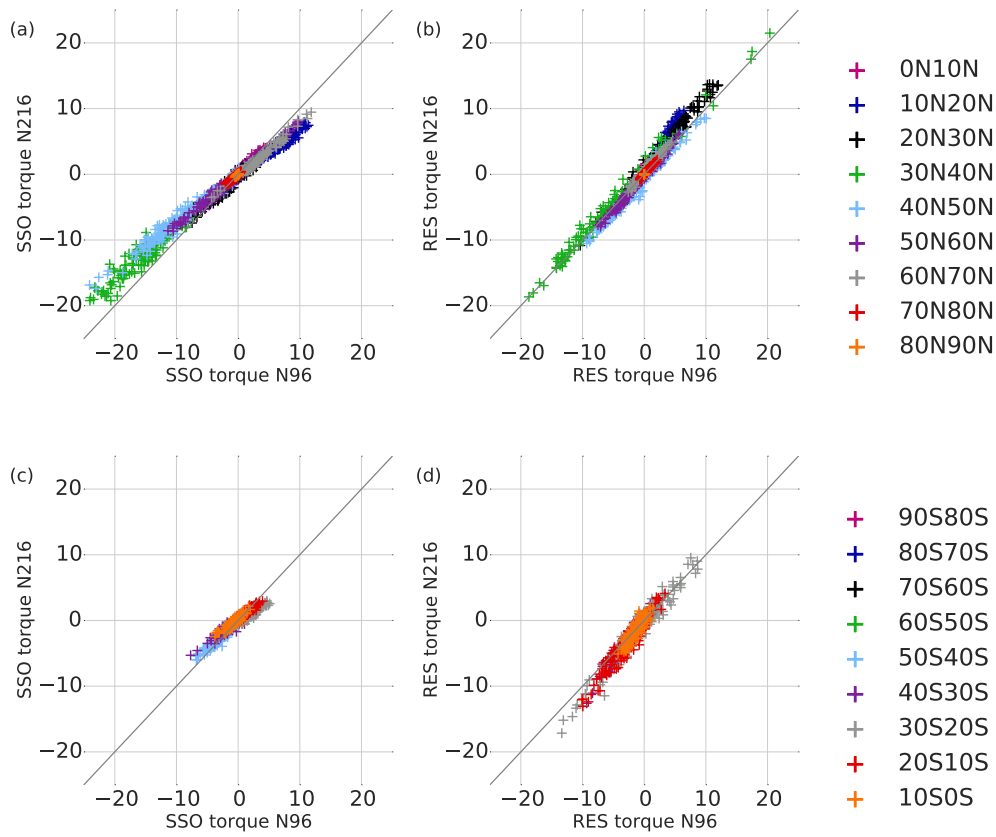 (a)
20
10
0
−10
−20
SSO torque N216
−20 −10 0 10 20
SSO torque N96
(b)
20
10
0
−10
−20
RES torque N216
−20 −10 0 10 20
RES torque N96
0N10N
10N20N
20N30N
30N40N
40N50N
50N60N
60N70N
70N80N
80N90N
(c)
20
10
0
−10
−20
SSO torque N216
−20 −10 0 10 20
SSO torque N96
(d)
20
10
0
−10
−20
RES torque N216
−20 −10 0 10 20
RES torque N96
90S80S
80S70S
70S60S
60S50S
50S40S
40S30S
30S20S
20S10S
10S0S